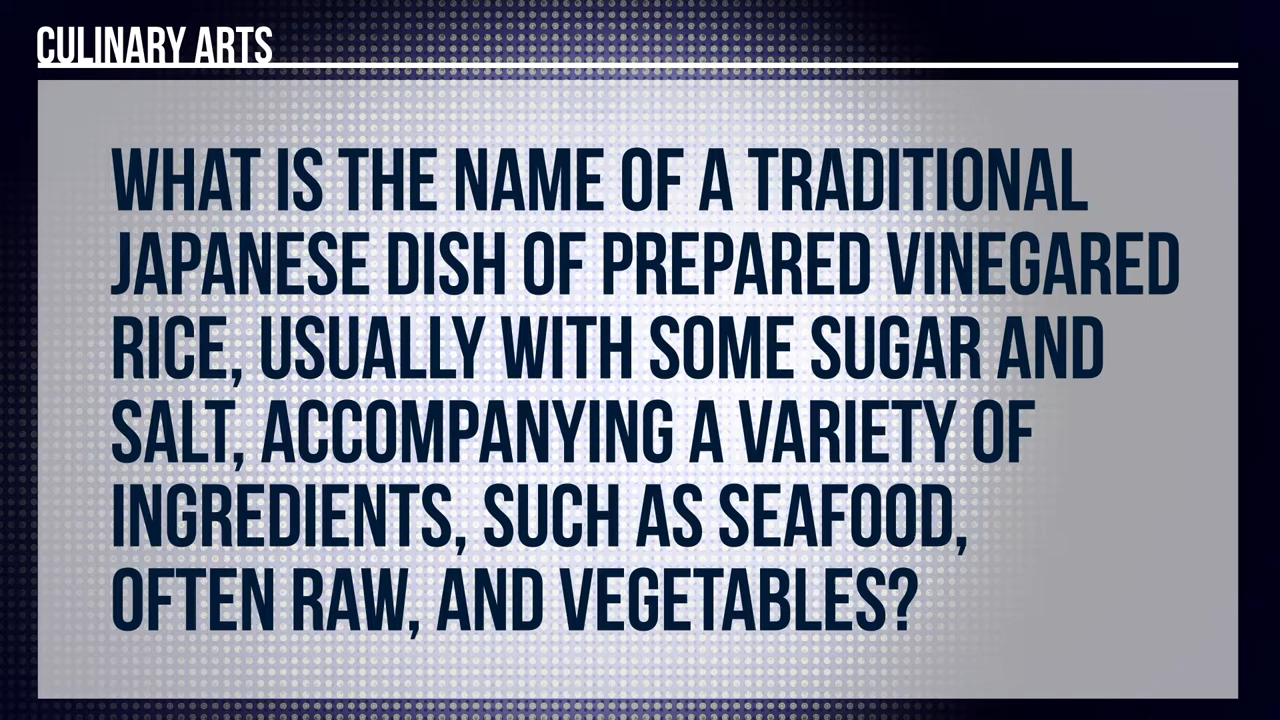 CULINARY ARTS
WHAT IS THE NAME OF A TRADITIONAL
JAPANESE DISH OF PREPARED VINEGARED
RICE, USUALLY WITH SOME SUGAR AND
SALT, ACCOMPANYING A VARIETY OF
INGREDIENTS, SUCH AS SEAFOOD,
OFTEN RAW, AND VEGETABLES?